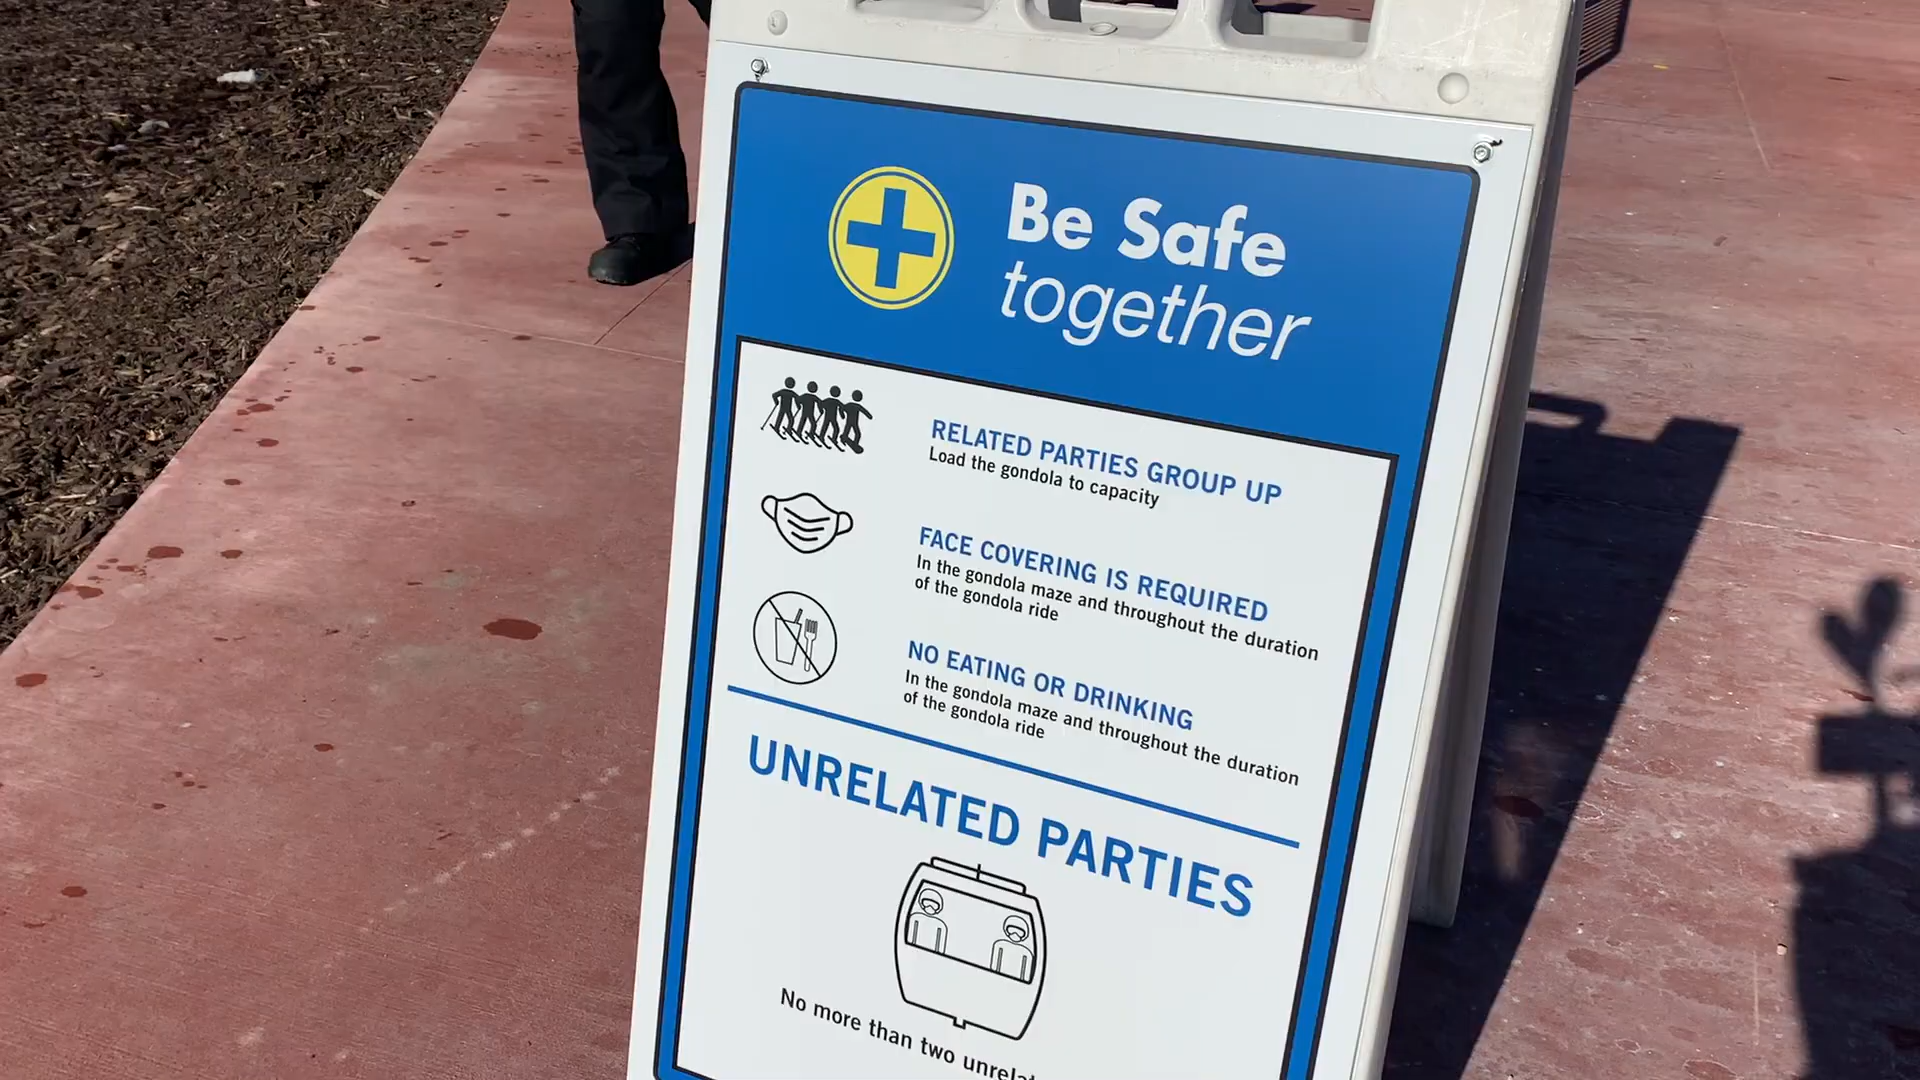 Be Safe
together
RELATED PARTIES GROUP UP
Load the gondola to capacity
FACE COVERING IS REQUIRED
In the gondola maze and throughout the duration
of the gondola ride
NO EATING OR DRINKING
In the gondola maze and throughout the duration
of the gondola ride
UNRELATED PARTIES
No more than two